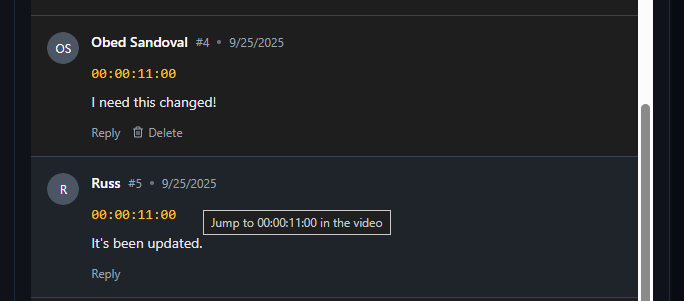 OS
Obed Sandoval #4 • 9/25/2025
00:00:11:00
I need this changed!
Reply Delete
R
Russ #5 • 9/25/2025
00:00:11:00
Jump to 00:00:11:00 in the video
It's been updated.
Reply